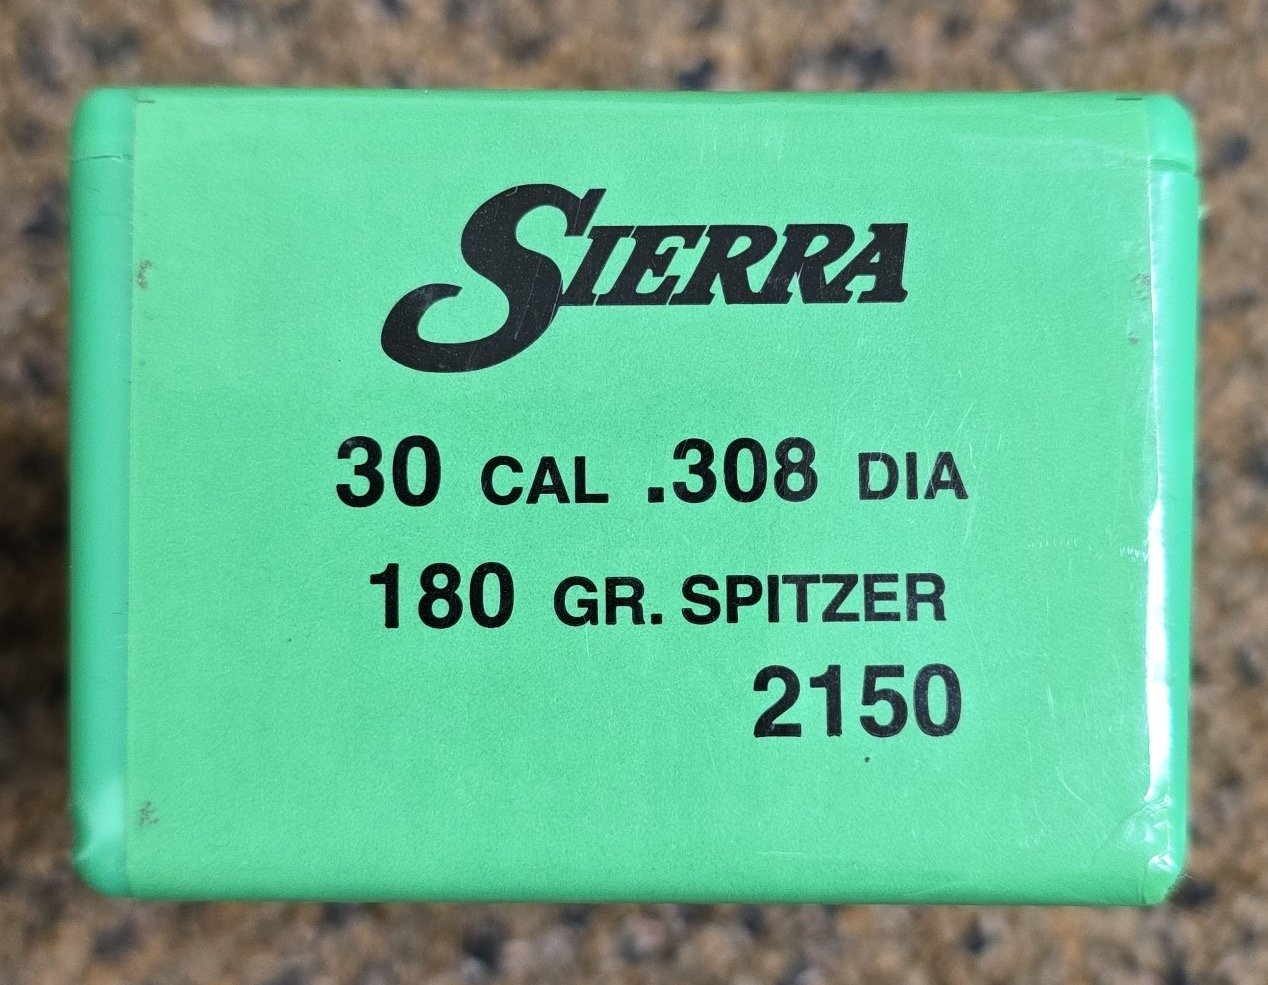 SIERRA
30 CAL .308 DIA
180 GR. SPITZER
2150